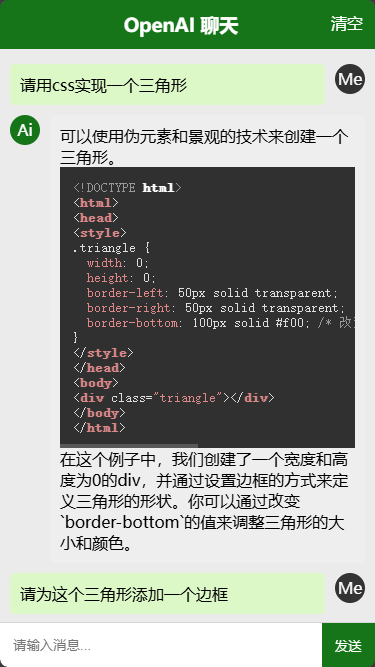 OpenAI 聊天
清空
请用css实现一个三角形
Me
Ai
可以使用伪元素和景观的技术来创建一个
三角形。
<!DOCTYPE html>
<html>
<head>
<style>
.triangle {
  width: 0;
  height: 0;
  border-left: 50px solid transparent;
  border-right: 50px solid transparent;
  border-bottom: 100px solid #f00; /* 改
}
</style>
</head>
<body>
<div class="triangle"></div>
</body>
</html>
在这个例子中，我们创建了一个宽度和高
度为0的div，并通过设置边框的方式来定
义三角形的形状。你可以通过改变
`border-bottom`的值来调整三角形的大
小和颜色。
请为这个三角形添加一个边框
Me
请输入消息...
发送